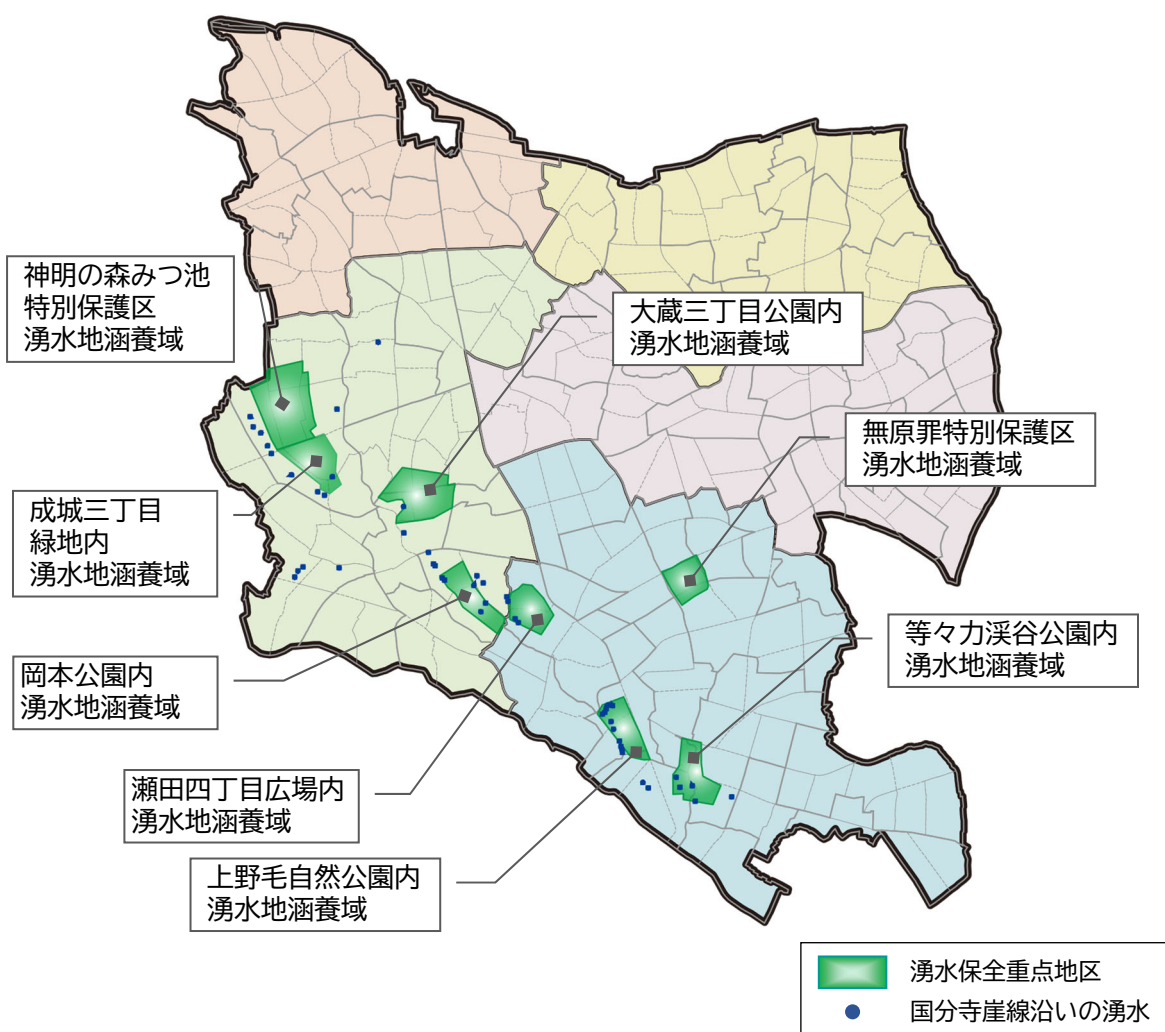 神明の森みつ池
特別保護区
湧水地涵養域
大蔵三丁目公園内
湧水地涵養域
無原罪特別保護区
湧水地涵養域
成城三丁目
緑地内
湧水地涵養域
等々力渓谷公園内
湧水地涵養域
岡本公園内
湧水地涵養域
瀬田四丁目広場内
湧水地涵養域
上野毛自然公園内
湧水地涵養域
湧水保全重点地区
国分寺崖線沿いの湧水